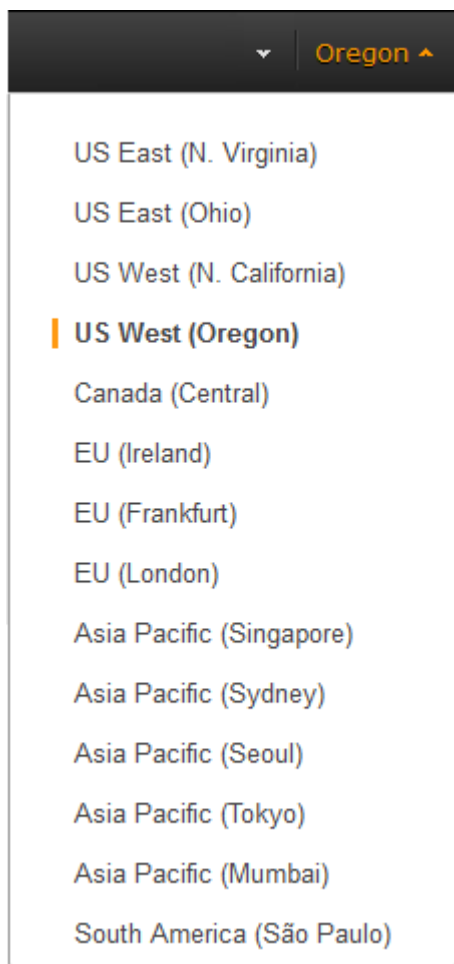 Oregon
US East (N. Virginia)
US East (Ohio)
US West (N. California)
US West (Oregon)
Canada (Central)
EU (Ireland)
EU (Frankfurt)
EU (London)
Asia Pacific (Singapore)
Asia Pacific (Sydney)
Asia Pacific (Seoul)
Asia Pacific (Tokyo)
Asia Pacific (Mumbai)
South America (São Paulo)